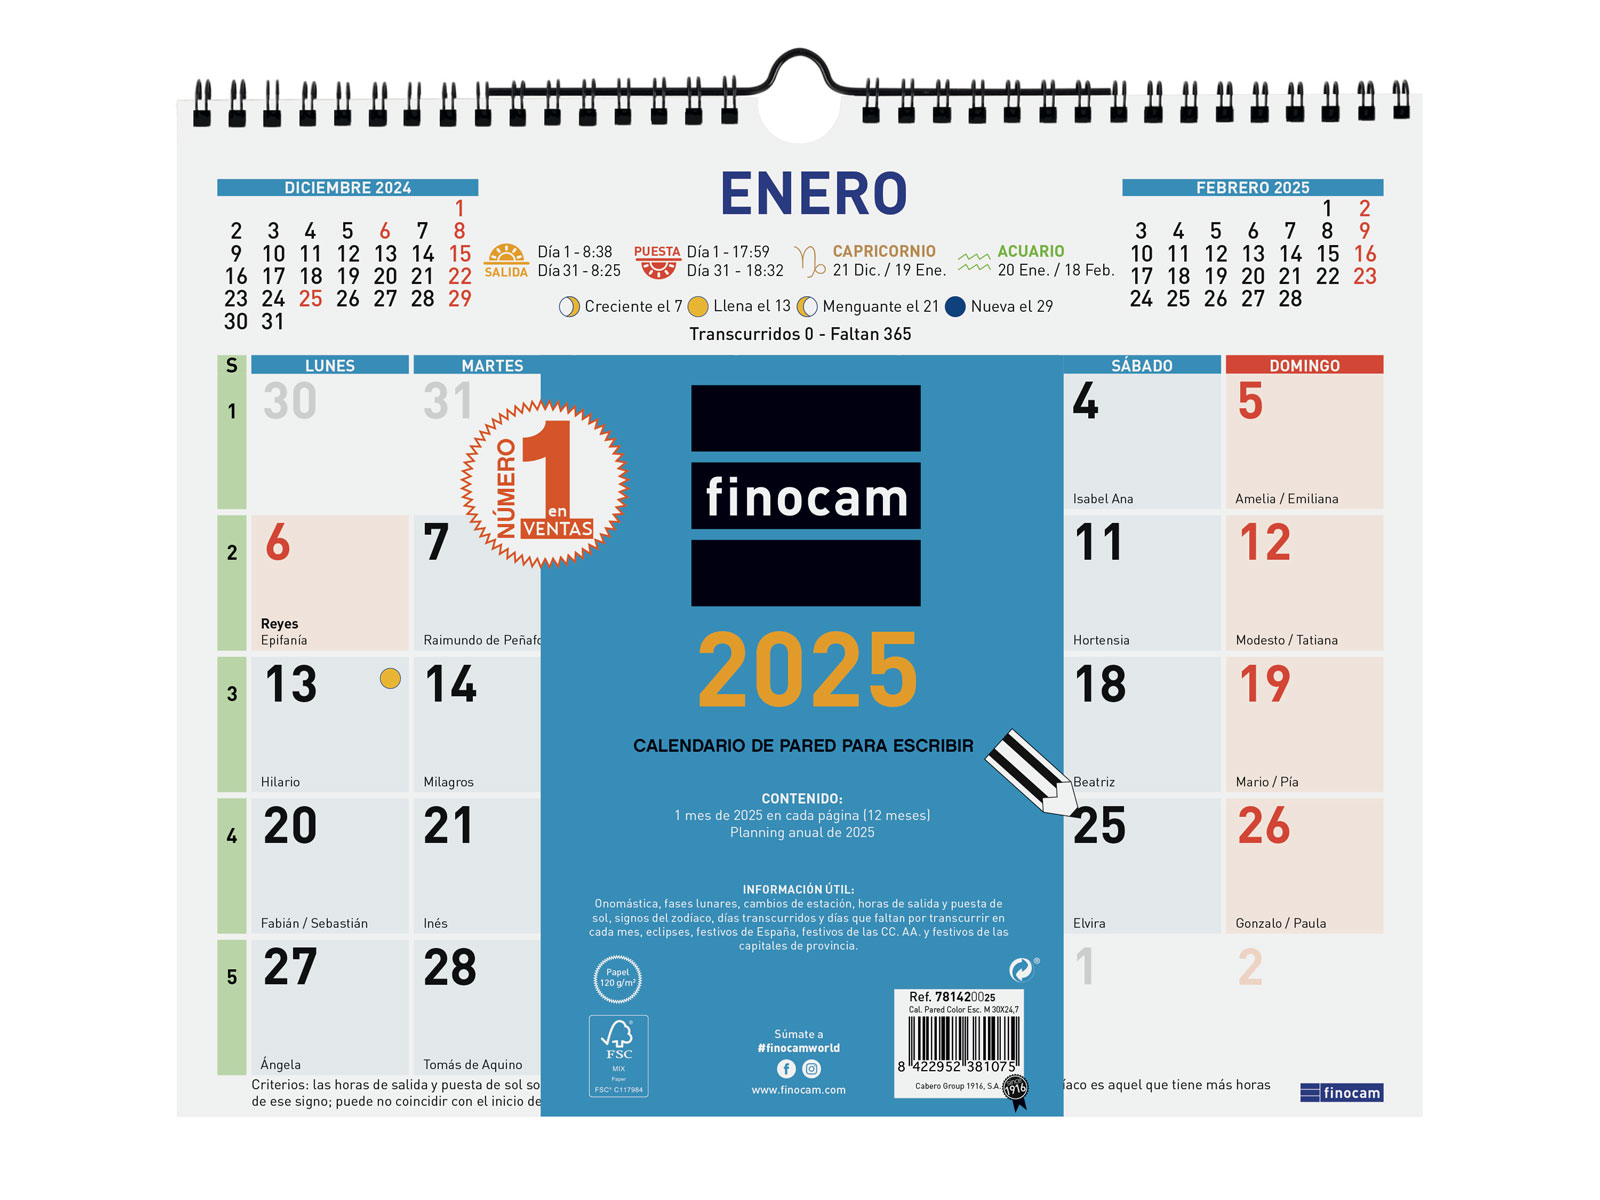 ENERO
DICIEMBRE 2024
1
2 3 4 5 6 7 8
9 10 11 12 13 14 15
16 17 18 19 20 21 22
23 24 25 26 27 28 29
30 31
SALIDA
Día 1 - 8:38
Día 31 - 8:25
PUESTA
Día 1 - 17:59
Día 31 - 18:32
CAPRICORNIO
21 Dic. / 19 Ene.
ACUARIO
20 Ene. / 18 Feb.
Creciente el 7 Llena el 13 Menguante el 21 Nueva el 29
Transcurridos 0 - Faltan 365
FEBRERO 2025
1 2
3 4 5 6 7 8 9
10 11 12 13 14 15 16
17 18 19 20 21 22 23
24 25 26 27 28
S LUNES MARTES SÁBADO DOMINGO
1 30 31 4 5
Isabel Ana Amelia / Emiliana
2 6 7 11 12
Reyes
Epifanía Raimundo de Peñafo Hortensia Modesto / Tatiana
3 13 14 18 19
Hilario Milagros Beatriz Mario / Pía
4 20 21 25 26
Fabián / Sebastián Inés Elvira Gonzalo / Paula
5 27 28 1 2
Ángela Tomás de Aquino
Criterios: las horas de salida y puesta de sol so
íaco es aquel que tiene más horas
de ese signo; puede no coincidir con el inicio de
finocam
NÚMERO
1
en
VENTAS
finocam
2025
CALENDARIO DE PARED PARA ESCRIBIR
CONTENIDO:
1 mes de 2025 en cada página (12 meses)
Planning anual de 2025
INFORMACIÓN ÚTIL:
Onomástica, fases lunares, cambios de estación, horas de salida y puesta de
sol, signos del zodíaco, días transcurridos y días que faltan por transcurrir en
cada mes, eclipses, festivos de España, festivos de las CC. AA. y festivos de las
capitales de provincia.
Papel
120 g/m²
FSC
MIX
Paper
FSC® C117984
Súmate a
#finocamworld
www.finocam.com
Ref. 781420025
Cal. Pared Color Esc. M 30X24,7
8 422952 381075
Cabero Group 1916, S.A.
1916